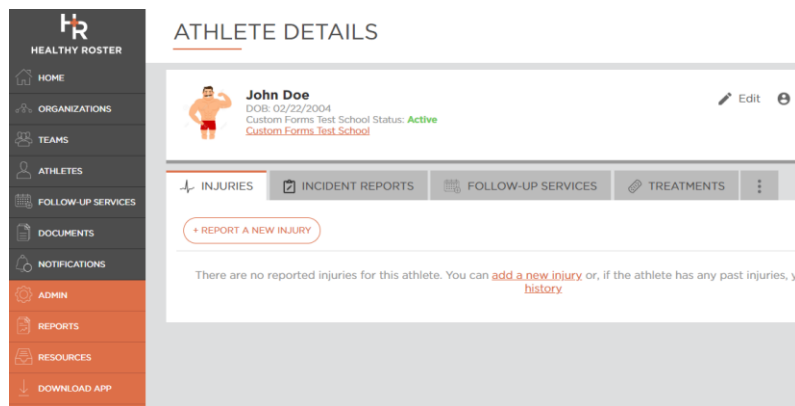 HR
HEALTHY ROSTER
HOME
ORGANIZATIONS
TEAMS
ATHLETES
FOLLOW-UP SERVICES
DOCUMENTS
NOTIFICATIONS
ADMIN
REPORTS
RESOURCES
DOWNLOAD APP
ATHLETE DETAILS
John Doe
DOB: 02/22/2004
Custom Forms Test School Status: Active
Custom Forms Test School
Edit
INJURIES INCIDENT REPORTS FOLLOW-UP SERVICES TREATMENTS
+ REPORT A NEW INJURY
There are no reported injuries for this athlete. You can add a new injury or, if the athlete has any past injuries, y
history